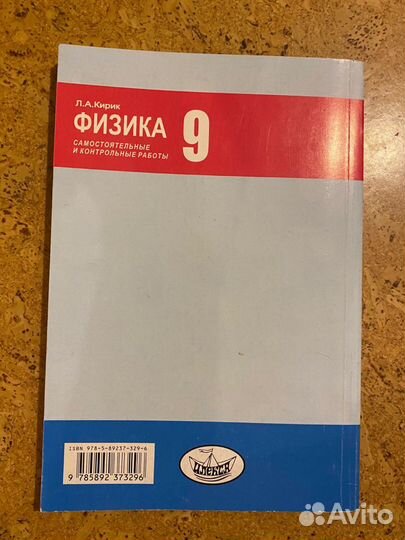 Л.А.Кирик
ФИЗИКА 9
САМОСТОЯТЕЛЬНЫЕ
И КОНТРОЛЬНЫЕ РАБОТЫ
ISBN 978-5-89237-329-6
9 785892 373296
ИЛЕКСА
Avito